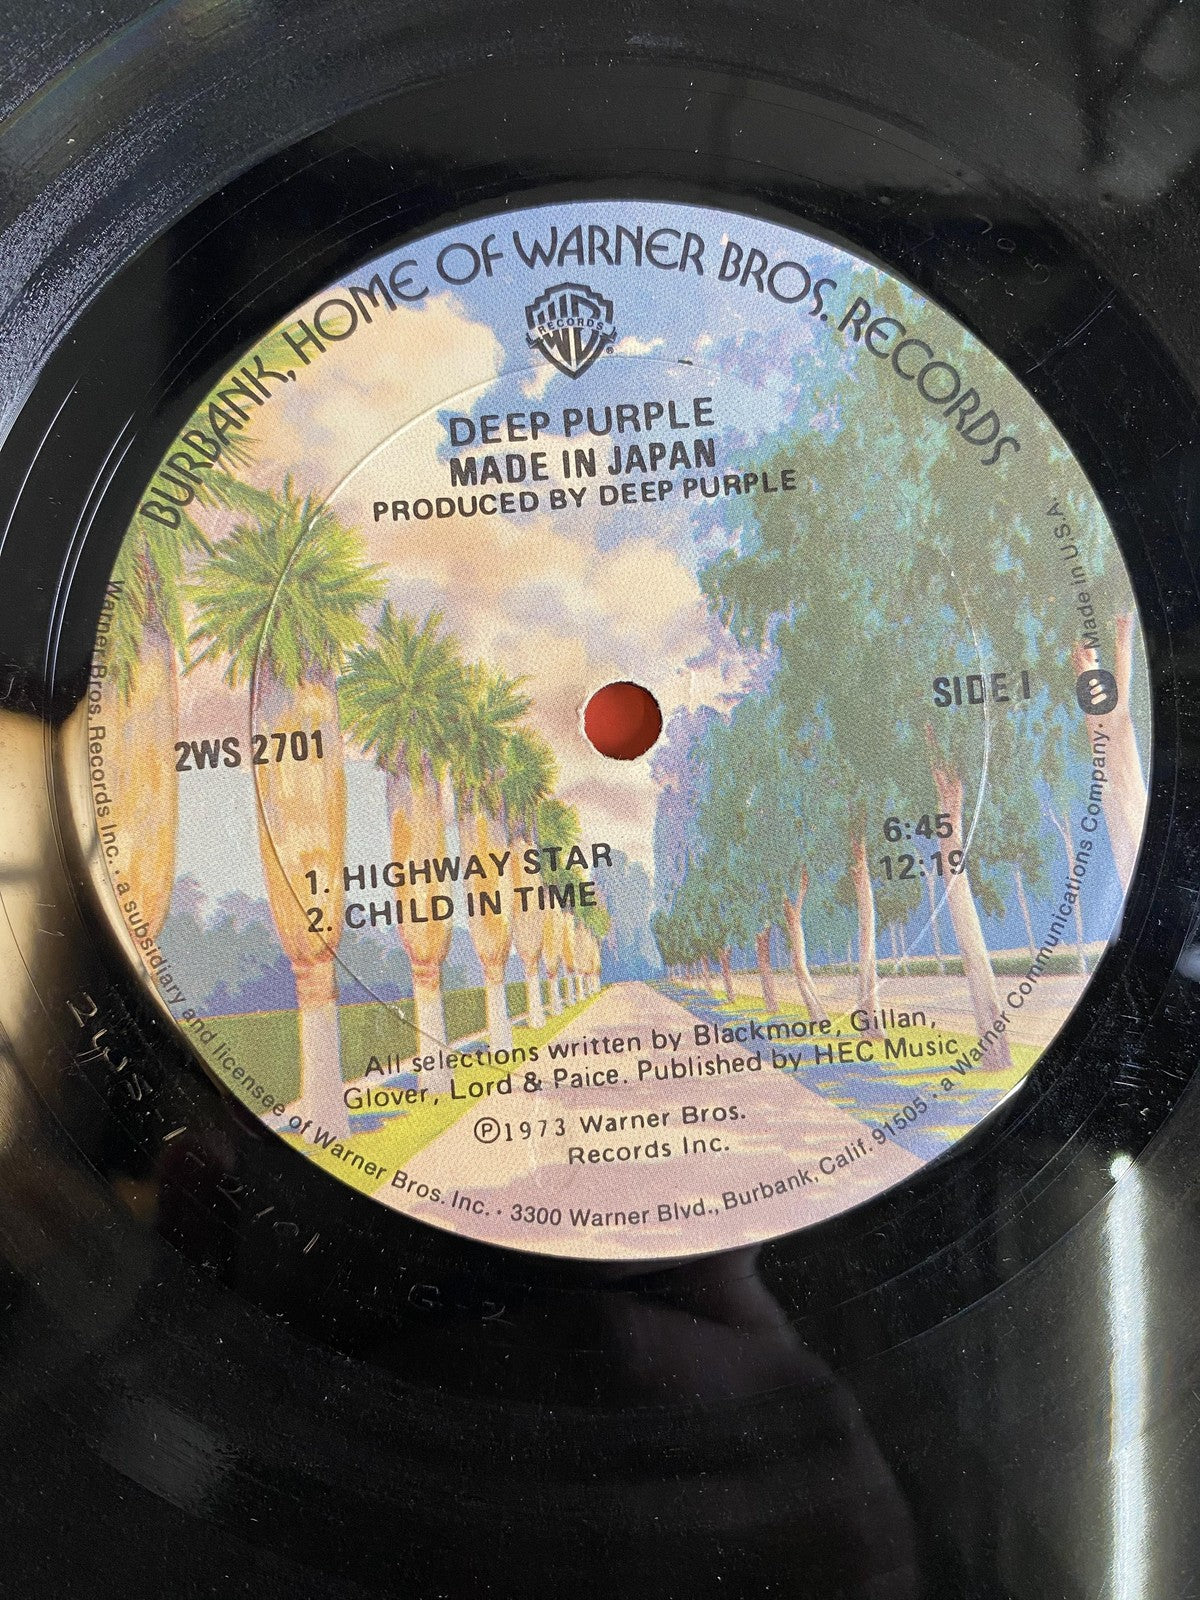 BURBANK, HOME OF WARNER BROS. RECORDS
W B
RECORDS
®
DEEP PURPLE
MADE IN JAPAN
PRODUCED BY DEEP PURPLE
2WS 2701
SIDE I
1. HIGHWAY STAR 6:45
2. CHILD IN TIME 12:19
All selections written by Blackmore, Gillan,
Glover, Lord & Paice. Published by HEC Music
℗1973 Warner Bros.
Records Inc.
Warner Bros. Records Inc., a subsidiary and licensee of Warner Bros. Inc. · 3300 Warner Blvd., Burbank, Calif. 91505 · a Warner Communications Company. · Made in U.S.A.